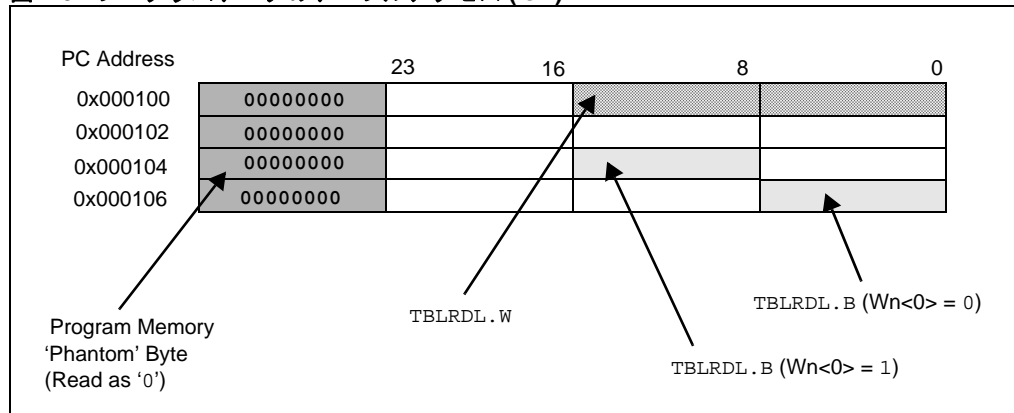 PC Address
23 16 8 0
0x000100 00000000
0x000102 00000000
0x000104 00000000
0x000106 00000000
TBLRDL.W
TBLRDL.B (Wn<0> = 0)
TBLRDL.B (Wn<0> = 1)
Program Memory
‘Phantom’ Byte
(Read as ‘0’)